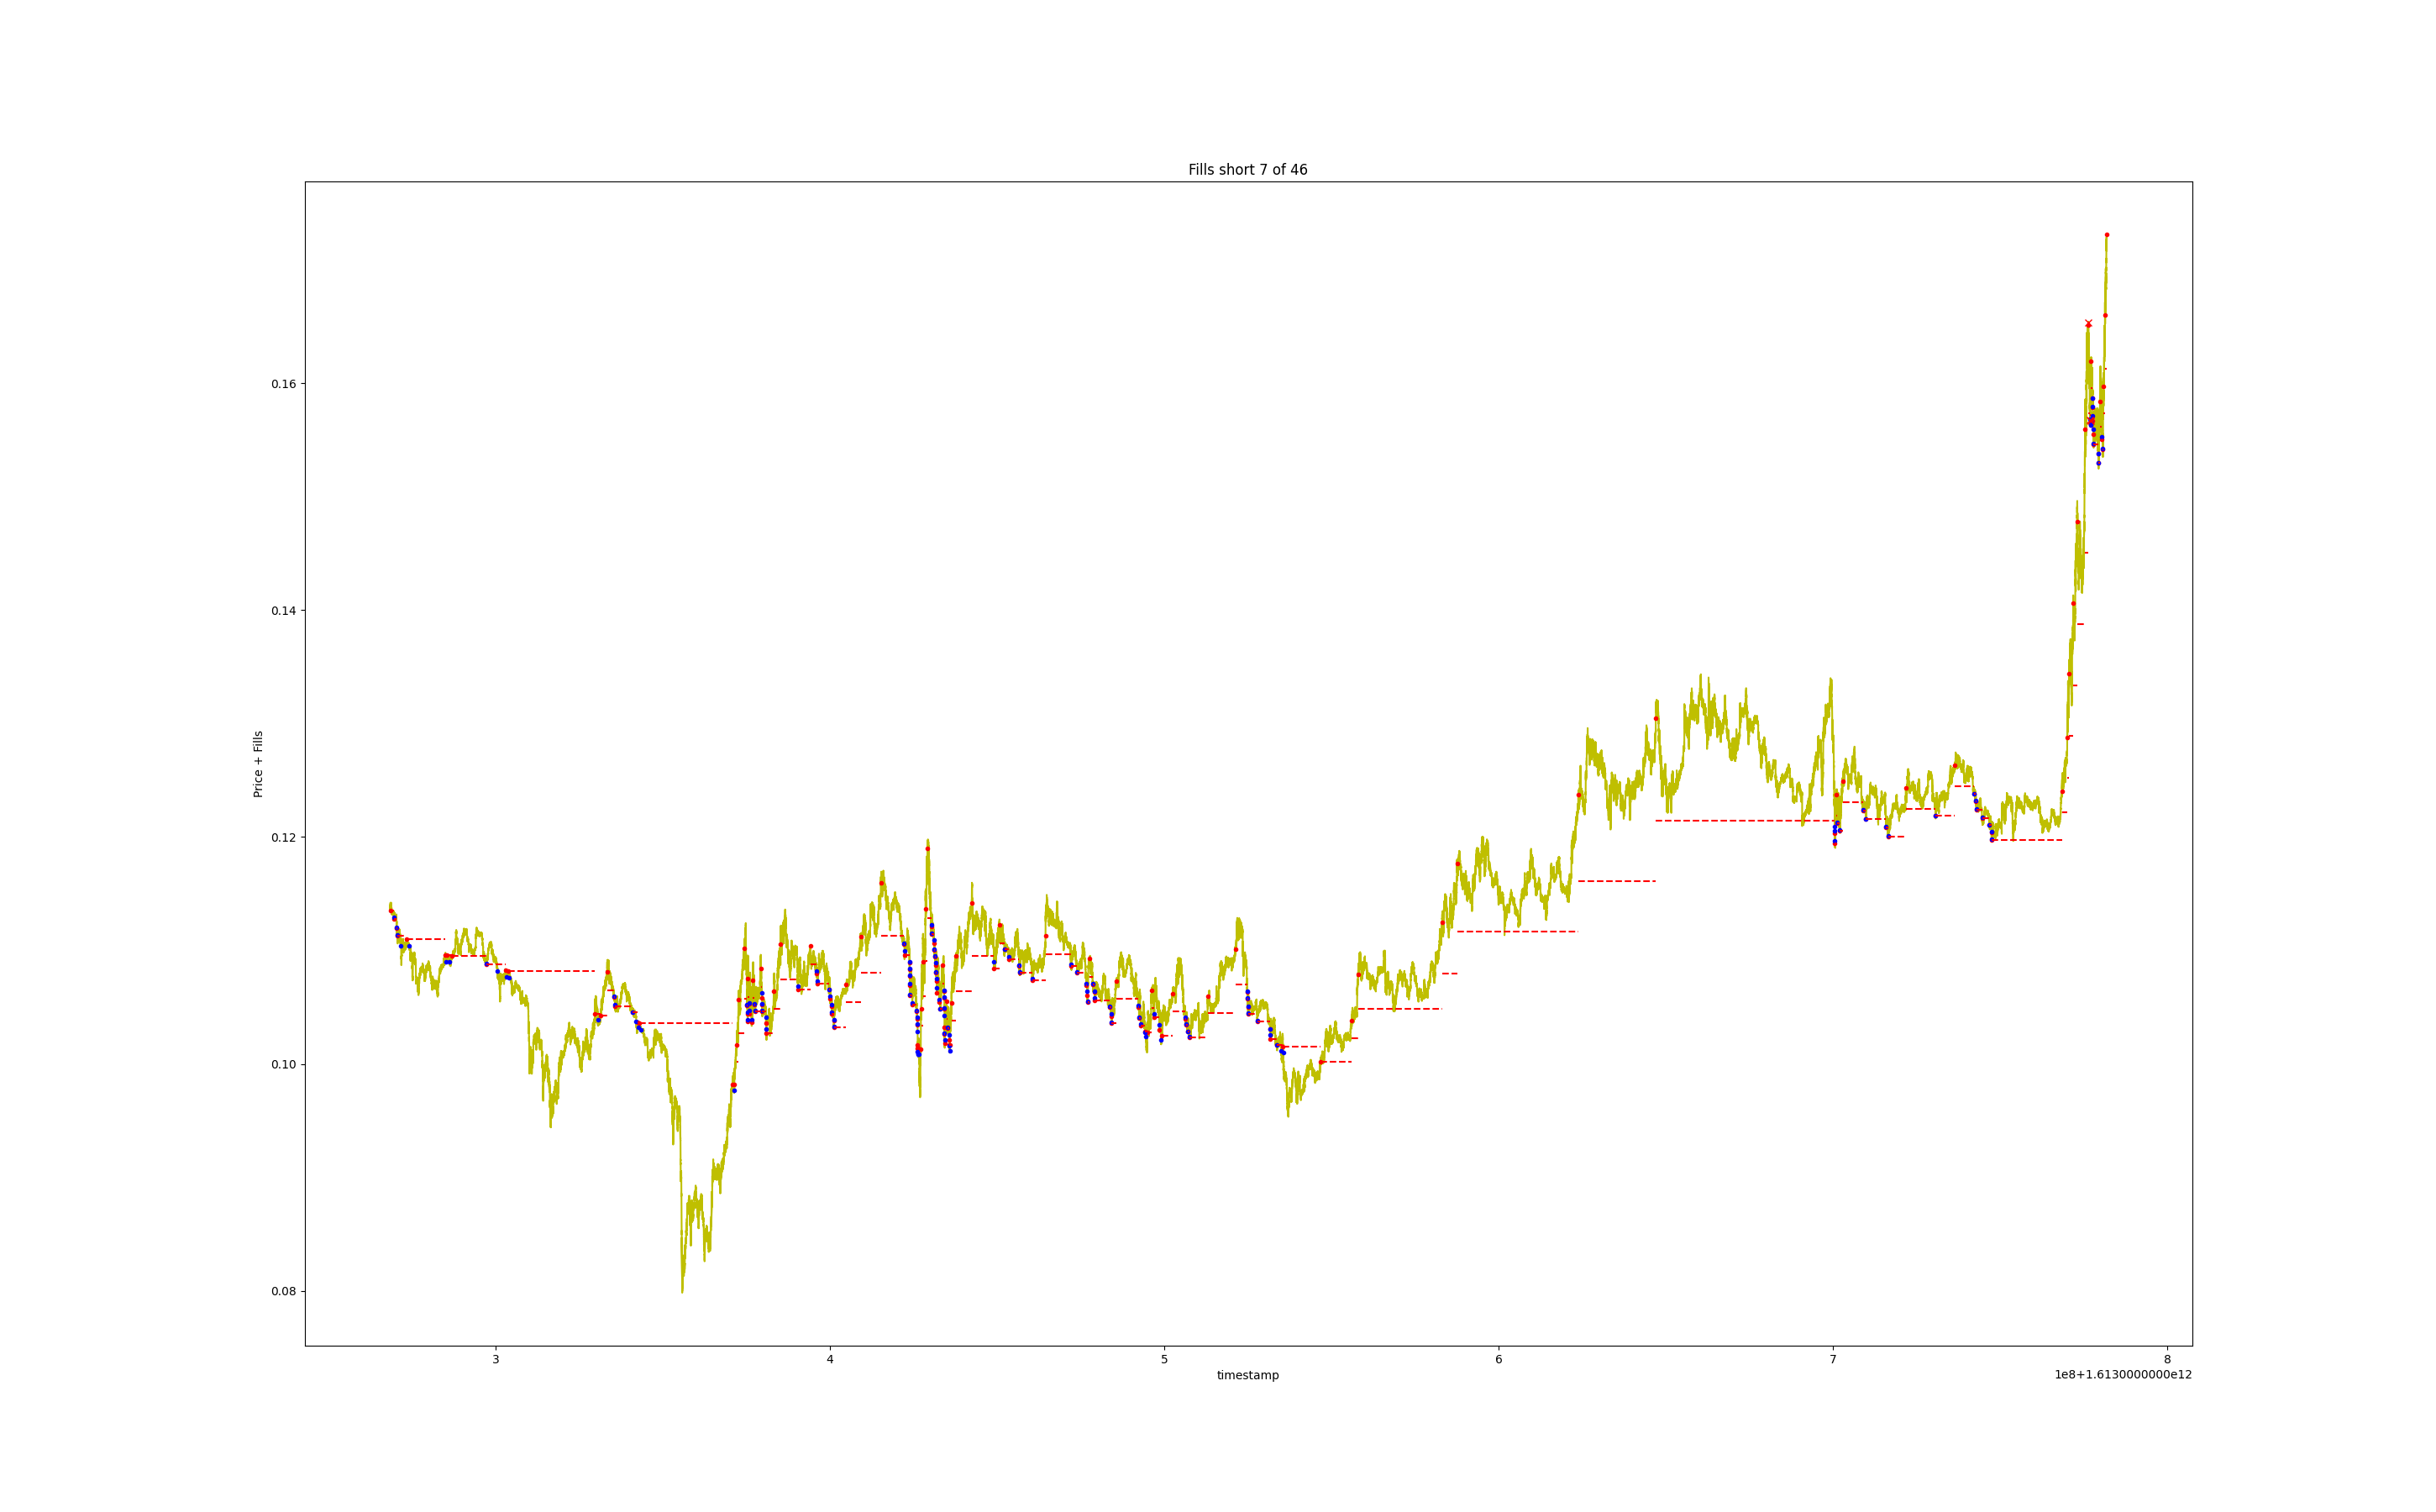 Fills short 7 of 46
Price + Fills
0.16
0.14
0.12
0.10
0.08
3 4 5 6 7 8
timestamp
1e8+1.6130000000e12